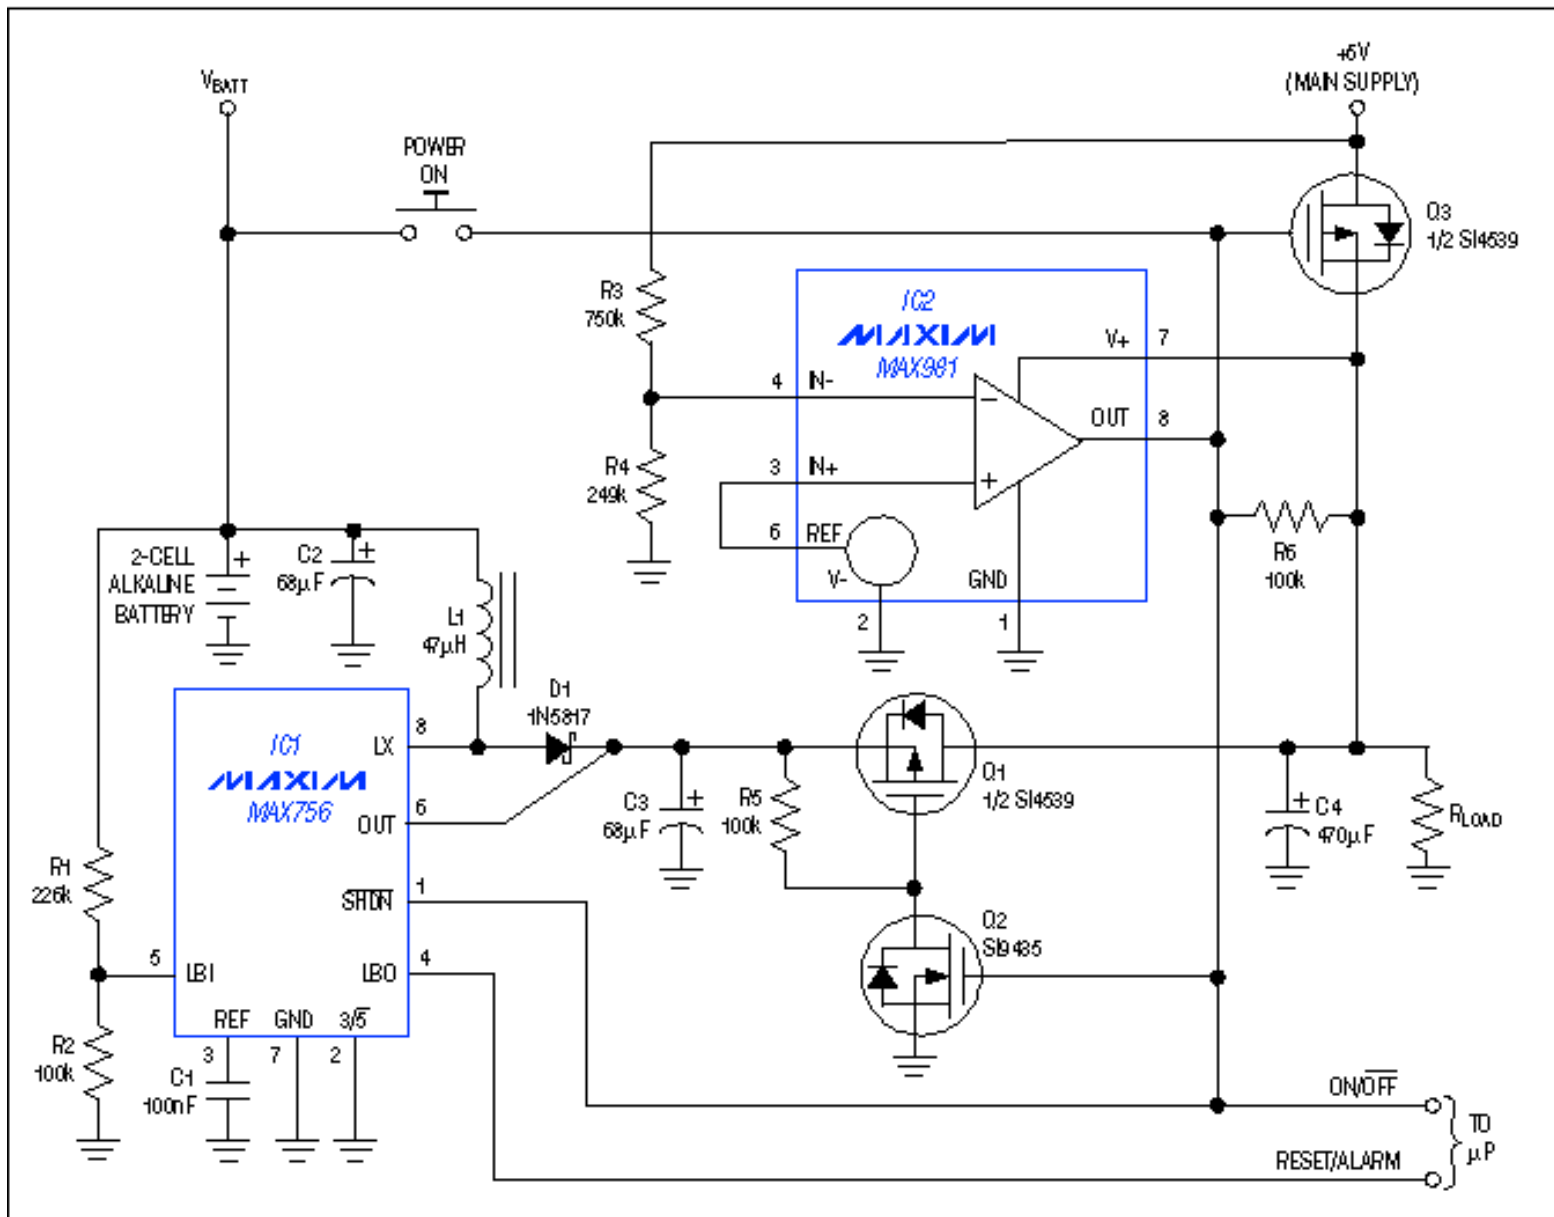 +5V
(MAIN SUPPLY)
VBATT
POWER
ON
Q3
1/2 SI4539
R3
750k
IC2
MAXIM
MAX981
V+
7
4
IN-
−
OUT
8
R4
249k
3
IN+
+
6
REF
V-
GND
2
1
R6
100k
2-CELL
ALKALINE
BATTERY
+
C2
68µF
+
L1
47µH
D1
1N5817
IC1
MAXIM
MAX756
LX
8
OUT
6
SHDN
1
LBO
4
5
LBI
REF
GND
3/5
3
7
2
R1
226k
R2
100k
C1
100nF
C3
68µF
+
R5
100k
Q1
1/2 SI4539
+
C4
470µF
RLOAD
Q2
SI9435
ON/OFF
RESET/ALARM
TO
µP